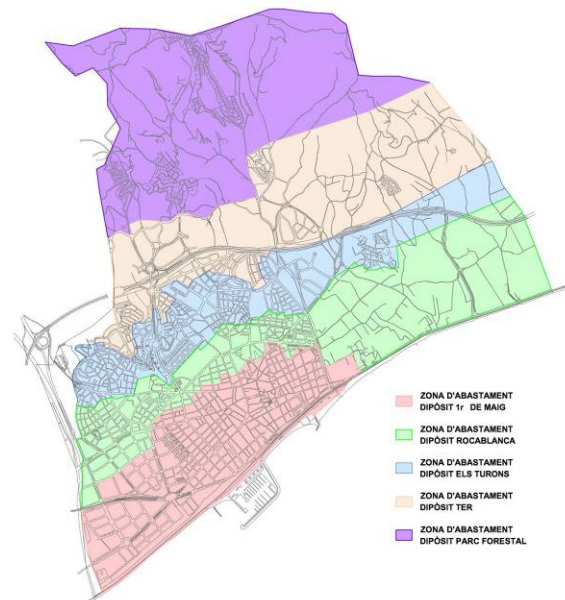 ZONA D'ABASTAMENT
DIPÒSIT 1r DE MAIG
ZONA D'ABASTAMENT
DIPÒSIT ROCABLANCA
ZONA D'ABASTAMENT
DIPÒSIT ELS TURONS
ZONA D'ABASTAMENT
DIPÒSIT TER
ZONA D'ABASTAMENT
DIPÒSIT PARC FORESTAL